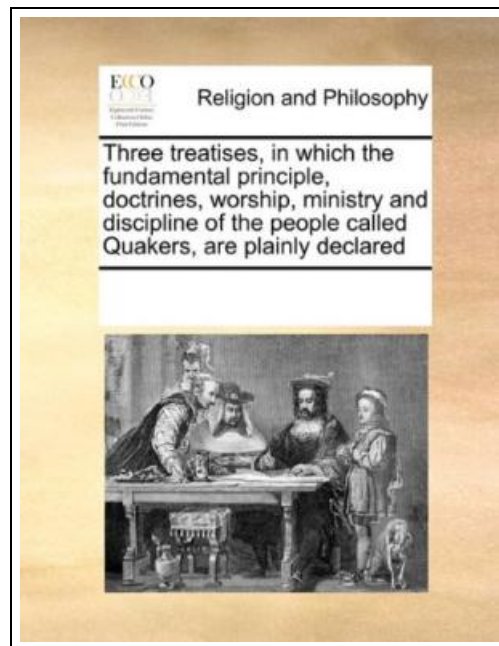 ECCO
Religion and Philosophy
Three treatises, in which the
fundamental principle,
doctrines, worship, ministry and
discipline of the people called
Quakers, are plainly declared